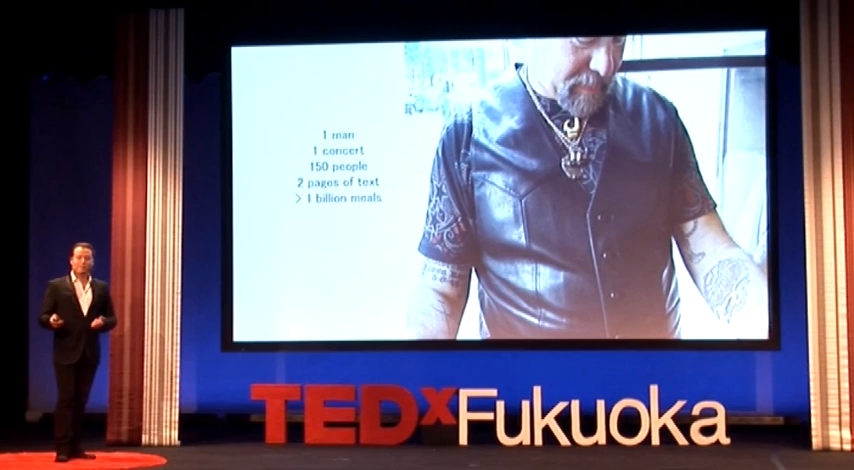 1 man
1 concert
150 people
2 pages of text
> 1 billion meals
TEDxFukuoka